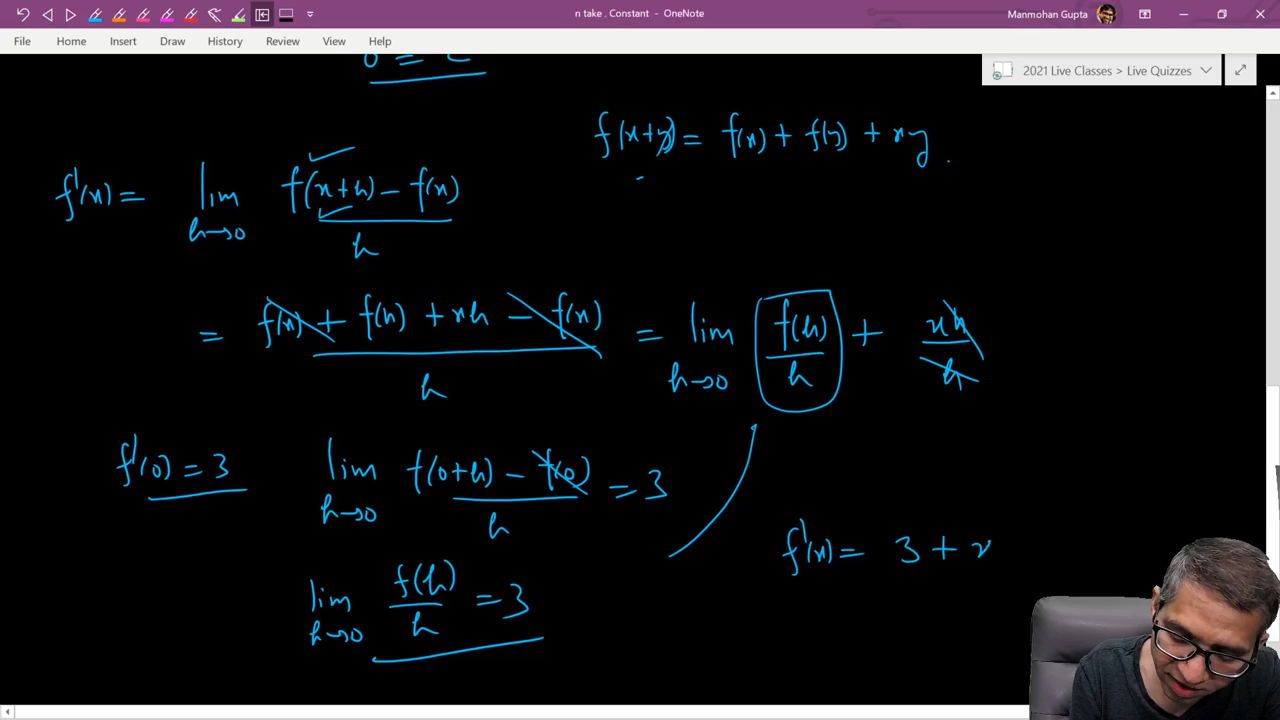 n take . Constant - OneNote
Manmohan Gupta
File Home Insert Draw History Review View Help
2021 Live Classes > Live Quizzes
0 = c
f(x+y) = f(x) + f(y) + xy .
f'(x) = lim h→0 f(x+h) - f(x) / h
= f(x) + f(h) + xh - f(x) / h = lim h→0 f(h)/h + xh/h
f'(0) = 3 lim h→0 f(0+h) - f(0) / h = 3
f'(x) = 3 + x
lim h→0 f(h)/h = 3